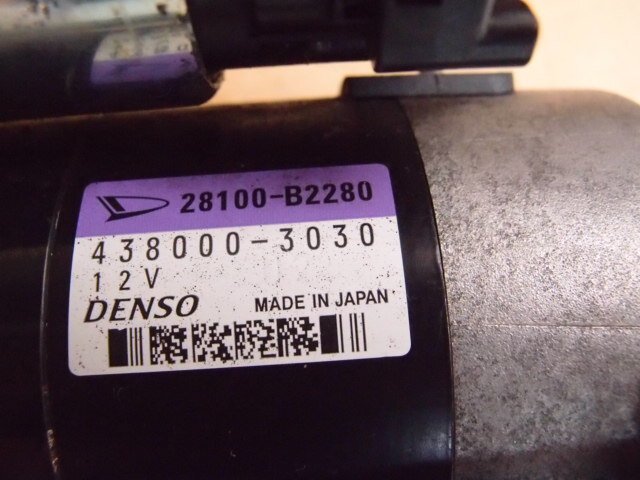 28100-B2280
438000-3030
12V
DENSO MADE IN JAPAN